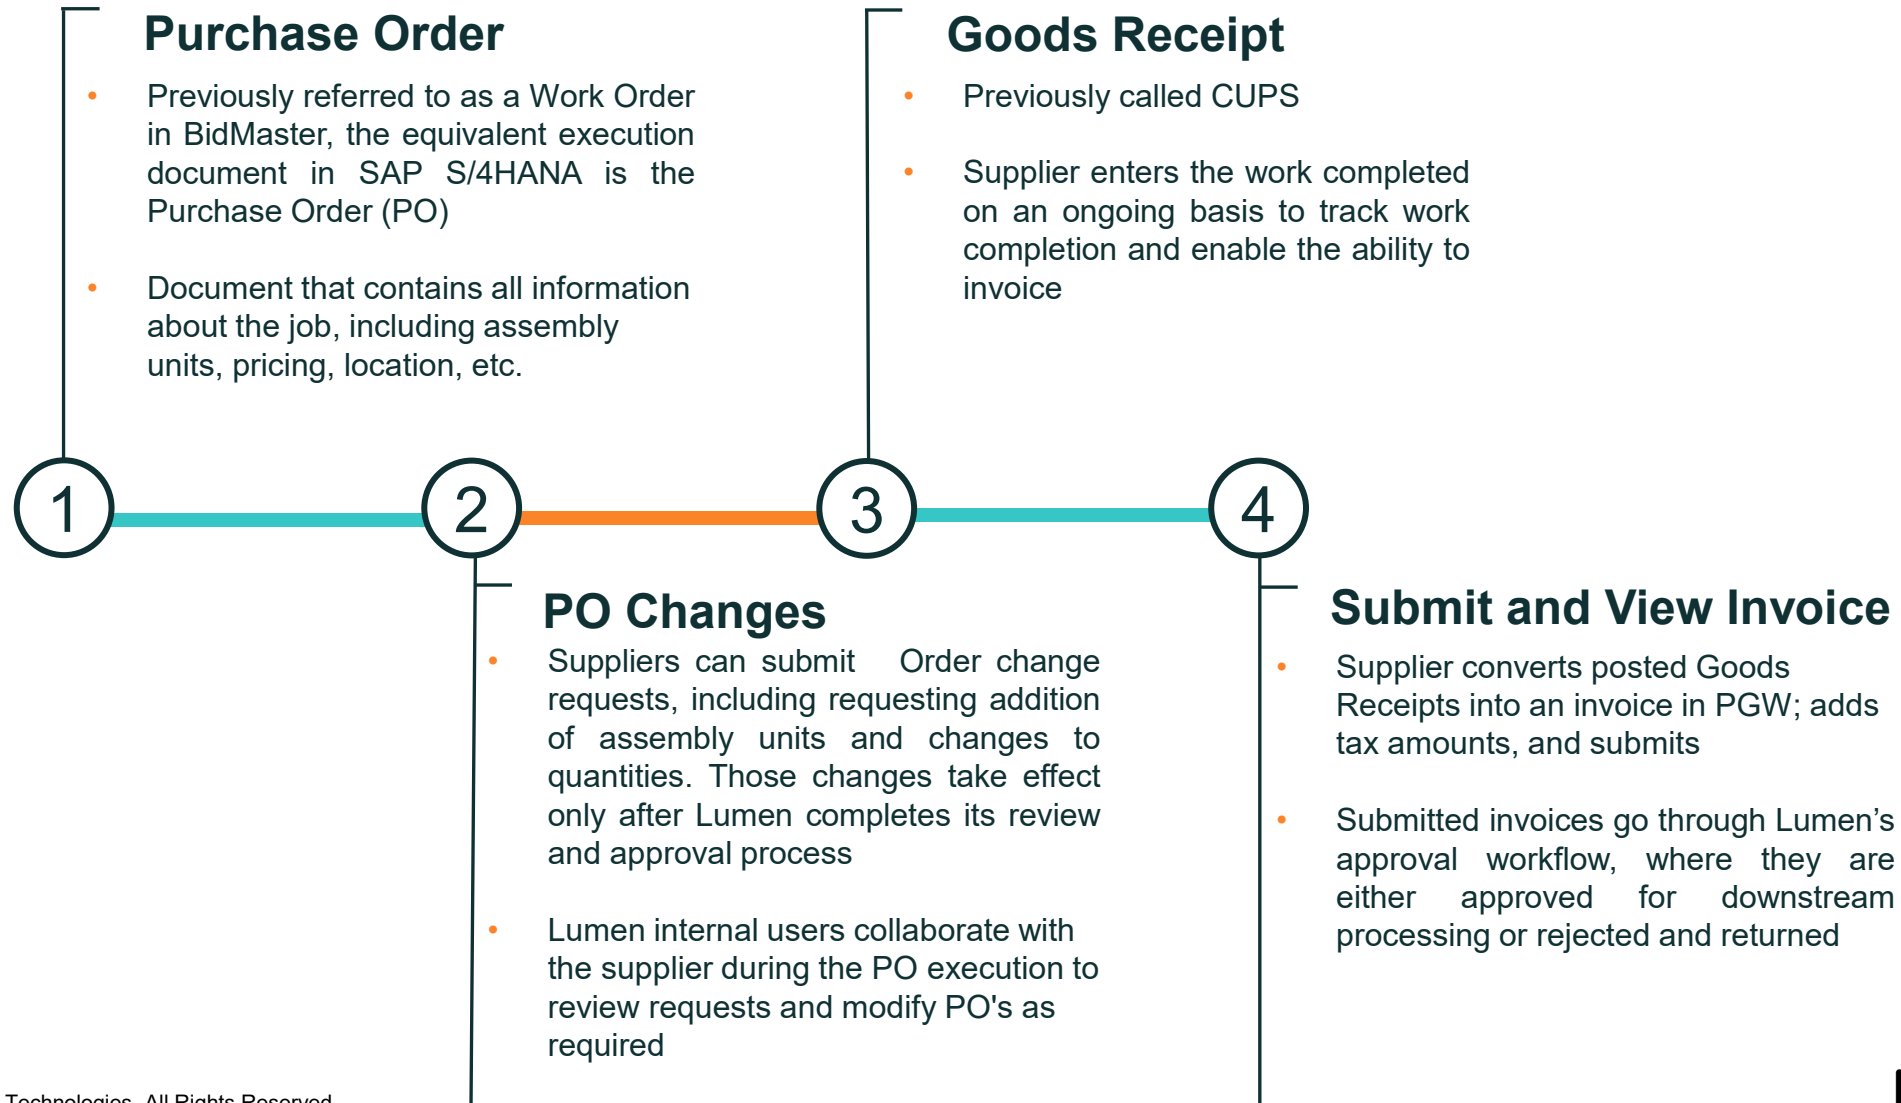 Purchase Order
• Previously referred to as a Work Order
in BidMaster, the equivalent execution
document in SAP S/4HANA is the
Purchase Order (PO)
• Document that contains all information
about the job, including assembly
units, pricing, location, etc.
Goods Receipt
• Previously called CUPS
• Supplier enters the work completed
on an ongoing basis to track work
completion and enable the ability to
invoice
1
2
3
4
PO Changes
• Suppliers can submit Order change
requests, including requesting addition
of assembly units and changes to
quantities. Those changes take effect
only after Lumen completes its review
and approval process
• Lumen internal users collaborate with
the supplier during the PO execution to
review requests and modify PO's as
required
Submit and View Invoice
• Supplier converts posted Goods
Receipts into an invoice in PGW; adds
tax amounts, and submits
• Submitted invoices go through Lumen’s
approval workflow, where they are
either approved for downstream
processing or rejected and returned
Technologies. All Rights Reserved.